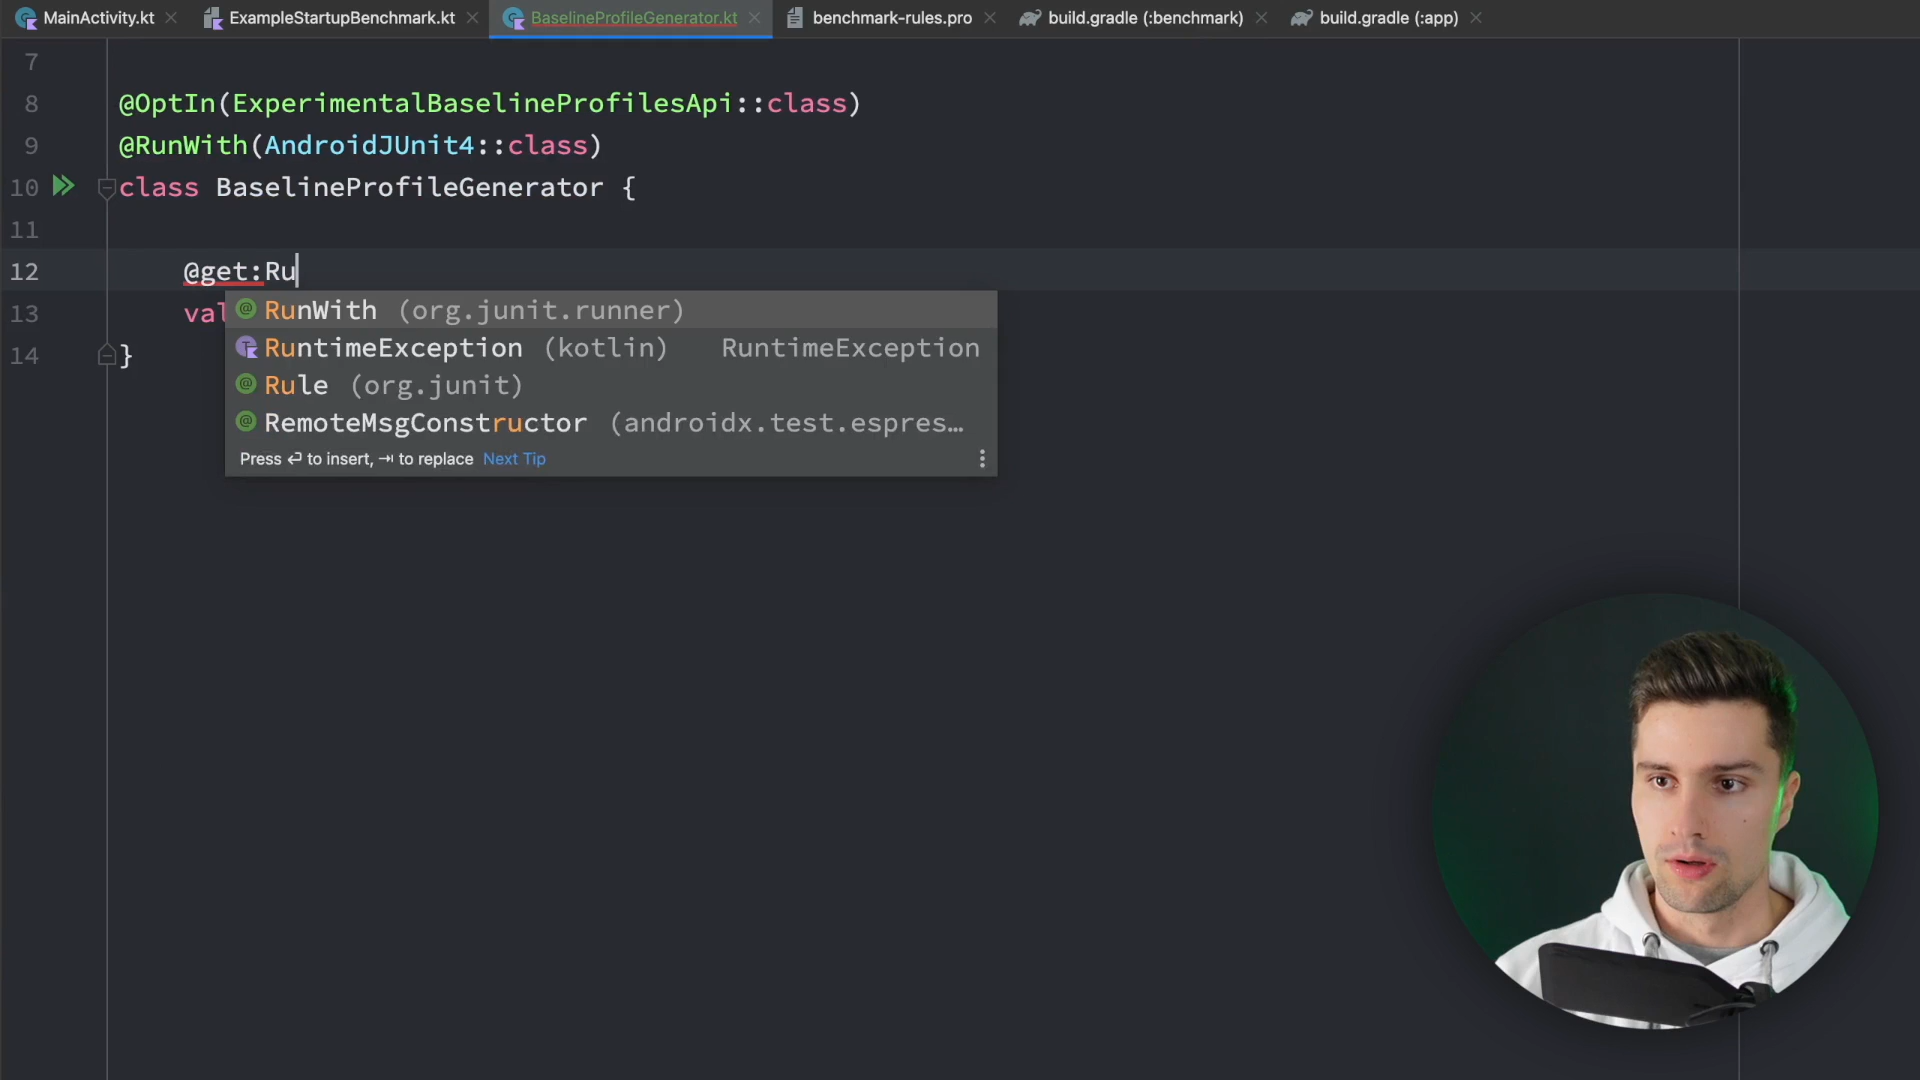 MainActivity.kt
ExampleStartupBenchmark.kt
BaselineProfileGenerator.kt
benchmark-rules.pro
build.gradle (:benchmark)
build.gradle (:app)
7
8 @OptIn(ExperimentalBaselineProfilesApi::class)
9 @RunWith(AndroidJUnit4::class)
10 class BaselineProfileGenerator {
11
12 @get:Ru
13 val
RunWith (org.junit.runner)
RuntimeException (kotlin) RuntimeException
Rule (org.junit)
RemoteMsgConstructor (androidx.test.espres…
Press ⏎ to insert, ⇥ to replace Next Tip
14 }